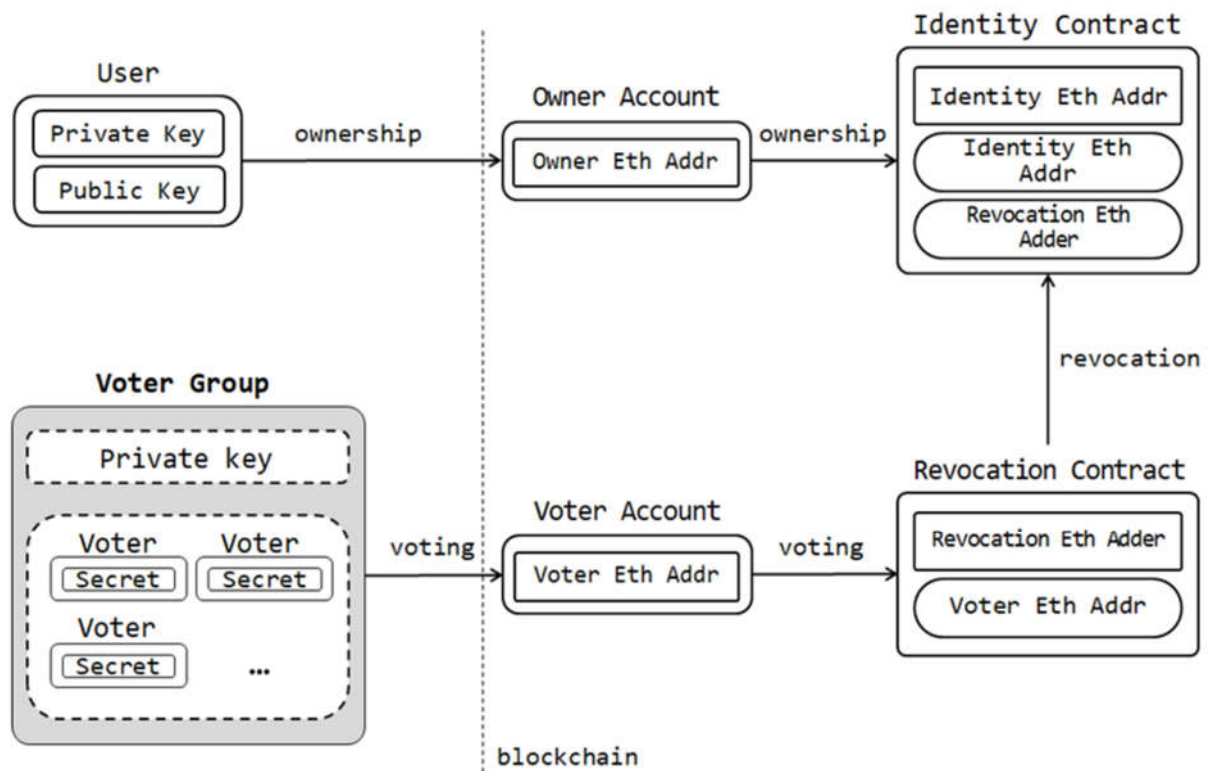 Identity Contract
User
Owner Account
Identity Eth Addr
Private Key
ownership
Owner Eth Addr
ownership
Identity Eth
Addr
Public Key
Revocation Eth
Adder
revocation
Voter Group
Private key
Revocation Contract
Voter
Voter
Voter Account
Revocation Eth Adder
Secret
Secret
voting
Voter Eth Addr
voting
Voter Eth Addr
Voter
Secret
...
blockchain